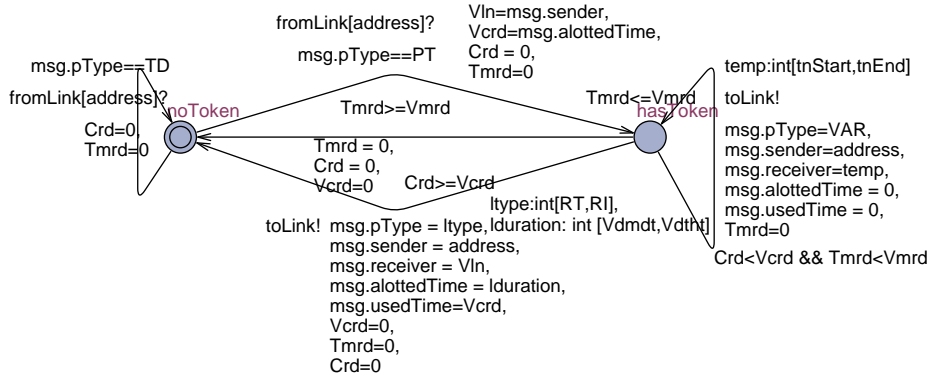 fromLink[address]?
msg.pType==PT
Vln=msg.sender,
Vcrd=msg.alottedTime,
Crd = 0,
Tmrd=0
msg.pType==TD
fromLink[address]?
Crd=0,
Tmrd=0
noToken
Tmrd>=Vmrd
Tmrd = 0,
Crd = 0,
Vcrd=0
Tmrd<=Vmrd
hasToken
temp:int[tnStart,tnEnd]
toLink!
msg.pType=VAR,
msg.sender=address,
msg.receiver=temp,
msg.alottedTime = 0,
msg.usedTime = 0,
Tmrd=0
Crd<Vcrd && Tmrd<Vmrd
Crd>=Vcrd
ltype:int[RT,RI],
lduration: int [Vdmdt,Vdtht]
toLink!
msg.pType = ltype,
msg.sender = address,
msg.receiver = Vln,
msg.alottedTime = lduration,
msg.usedTime=Vcrd,
Vcrd=0,
Tmrd=0,
Crd=0